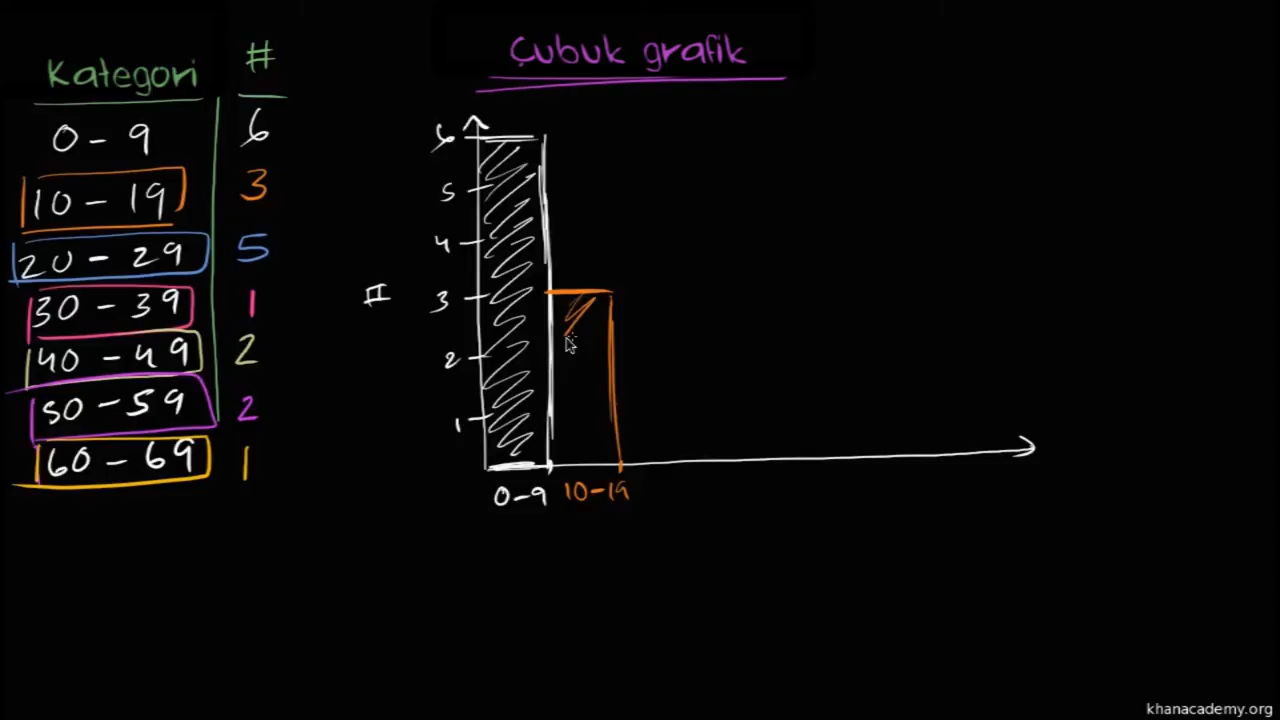 Kategori #
0 - 9 6
10 - 19 3
20 - 29 5
30 - 39 1
40 - 49 2
50 - 59 2
60 - 69 1
Çubuk grafik
6
5
4
#
3
2
1
0-9 10-19
khanacademy.org